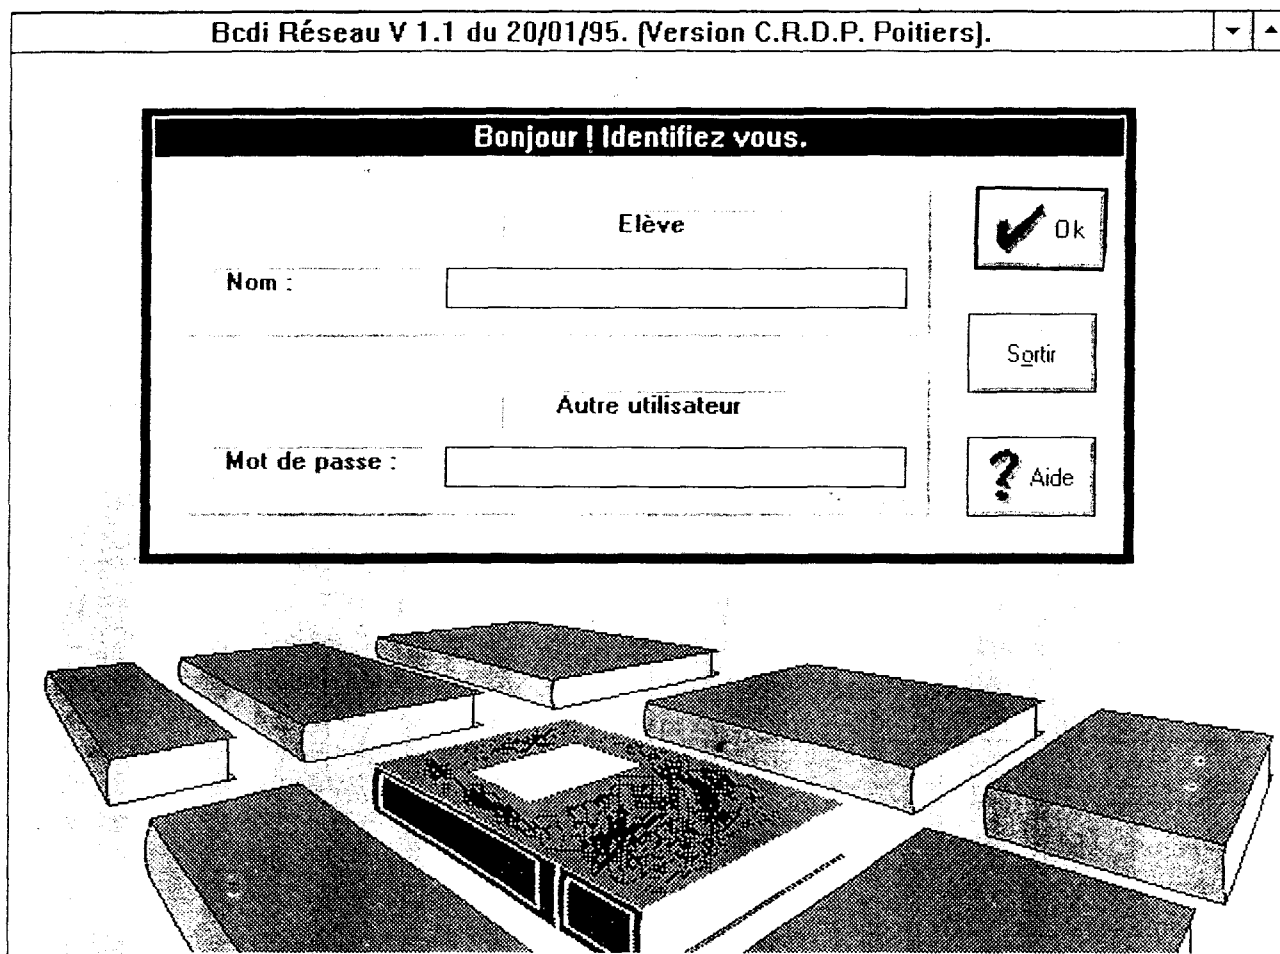 Bcdi Réseau V 1.1 du 20/01/95. (Version C.R.D.P. Poitiers).
Bonjour ! Identifiez vous.
Elève
Ok
Nom :
Sortir
Autre utilisateur
Mot de passe :
Aide